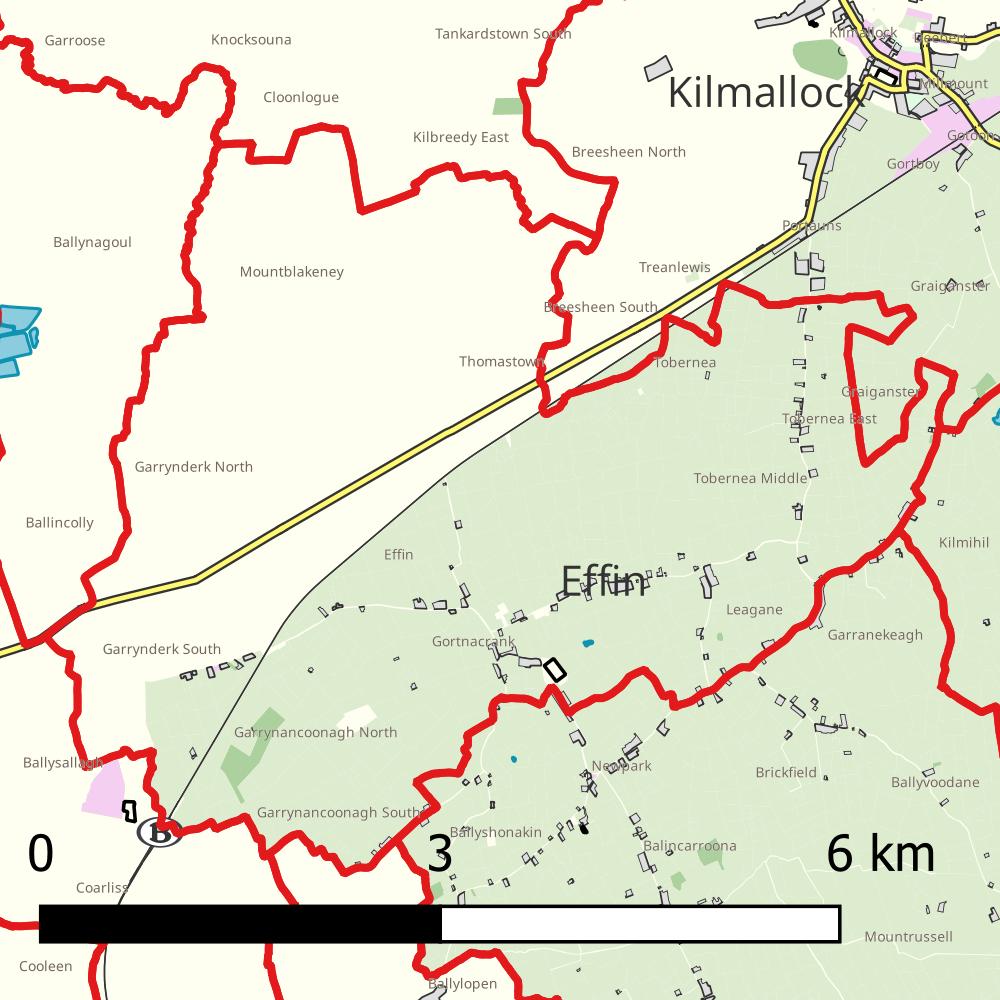 Tankardstown South
Kilmallock
Deebert
Garroose
Knocksouna
Millmount
Kilmallock
Cloonlogue
Kilbreedy East
Gotoon
Breesheen North
Gortboy
Portauns
Ballynagoul
Mountblakeney
Treanlewis
Graiganster
Breesheen South
Thomastown
Tobernea
Graiganster
Tobernea East
Garrynderk North
Tobernea Middle
Ballincolly
Kilmihil
Effin
Effin
Leagane
Garranekeagh
Gortnacrank
Garrynderk South
Garrynancoonagh North
Ballysallagh
Newpark
Brickfield
Ballyvoodane
Garrynancoonagh South
B
Ballyshonakin
Balincarroona
0 3 6 km
Coarliss
Mountrussell
Cooleen
Ballylopen